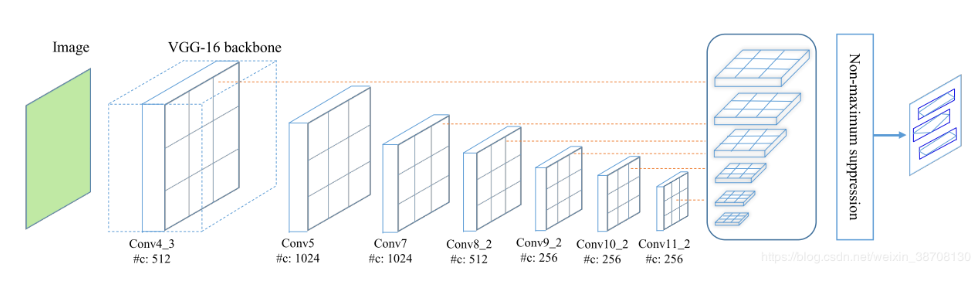 Image
VGG-16 backbone
Non-maximum suppression
Conv4_3
#c: 512
Conv5
#c: 1024
Conv7
#c: 1024
Conv8_2
#c: 512
Conv9_2
#c: 256
Conv10_2
#c: 256
Conv11_2
#c: 256
https://blog.csdn.net/weixin_38708130